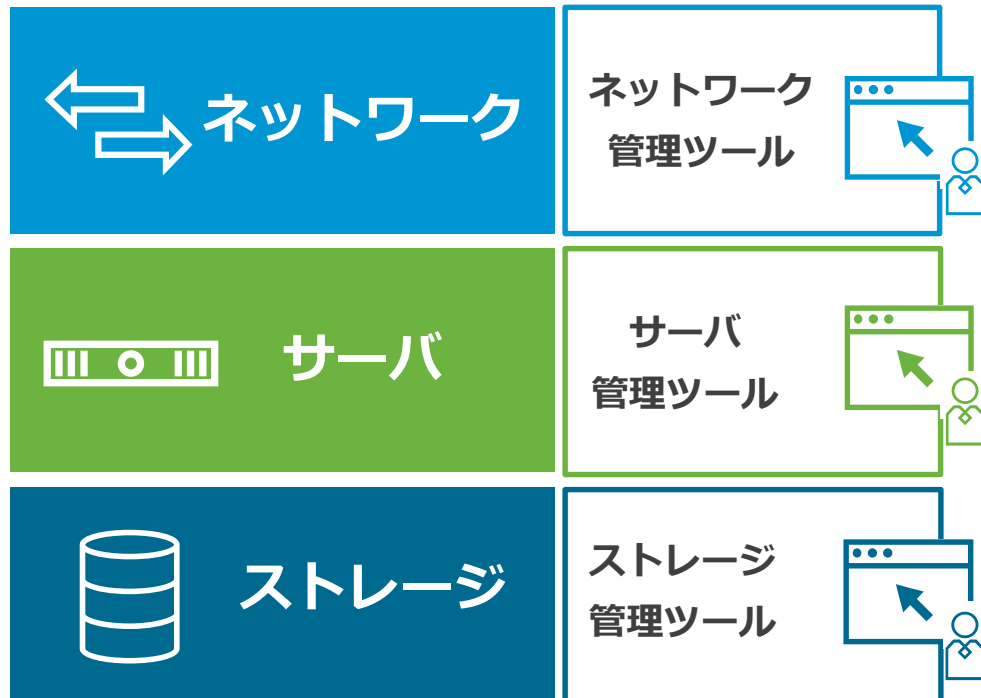 ネットワーク
ネットワーク
管理ツール
サーバ
サーバ
管理ツール
ストレージ
ストレージ
管理ツール